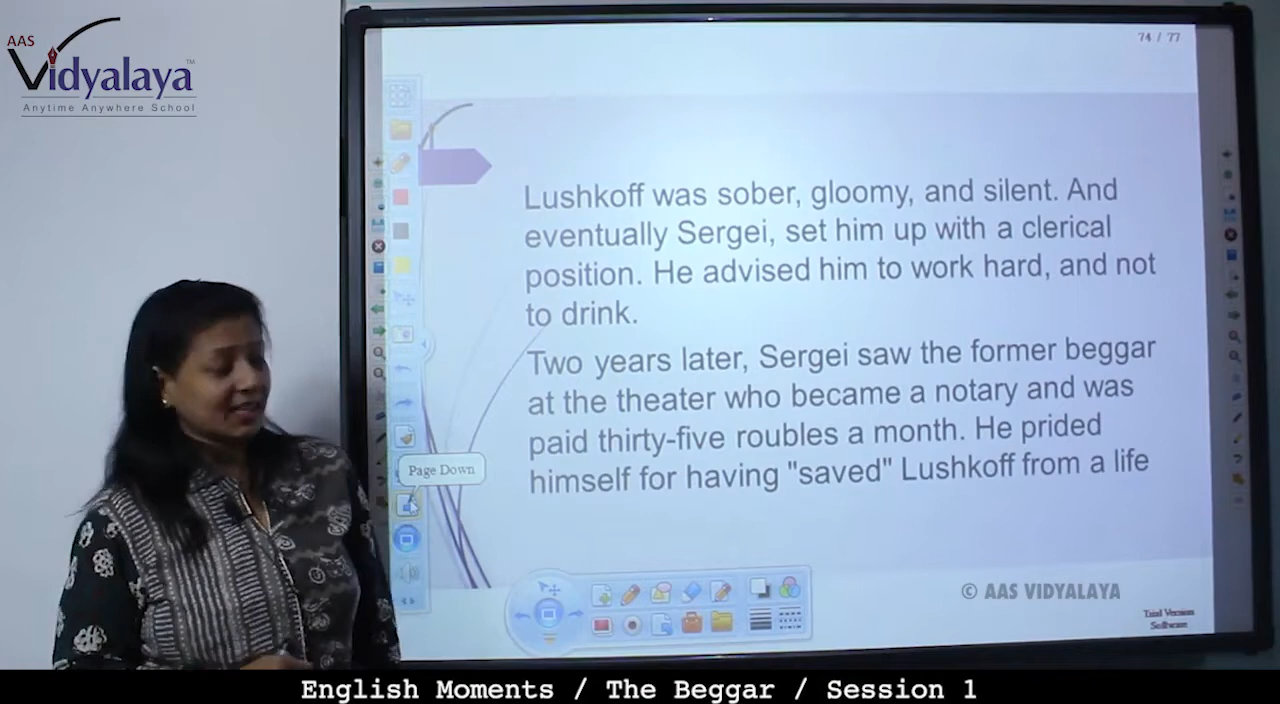 AAS
Vidyalaya™
Anytime Anywhere School
74 / 77
Lushkoff was sober, gloomy, and silent. And
eventually Sergei, set him up with a clerical
position. He advised him to work hard, and not
to drink.
Two years later, Sergei saw the former beggar
at the theater who became a notary and was
paid thirty-five roubles a month. He prided
himself for having "saved" Lushkoff from a life
Page Down
© AAS VIDYALAYA
Trial Version
Software
English Moments / The Beggar / Session 1